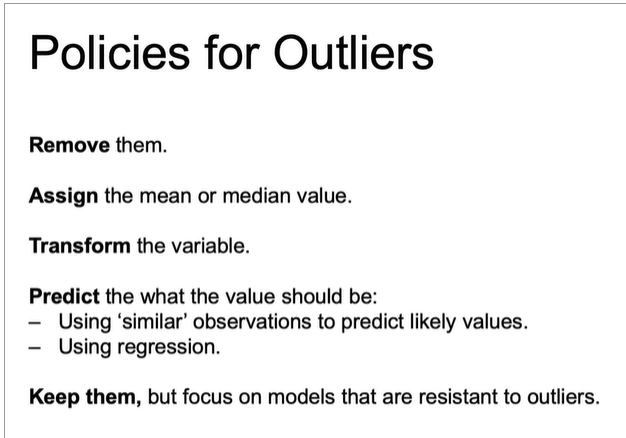 Policies for Outliers
Remove them.
Assign the mean or median value.
Transform the variable.
Predict the what the value should be:
– Using ‘similar’ observations to predict likely values.
– Using regression.
Keep them, but focus on models that are resistant to outliers.